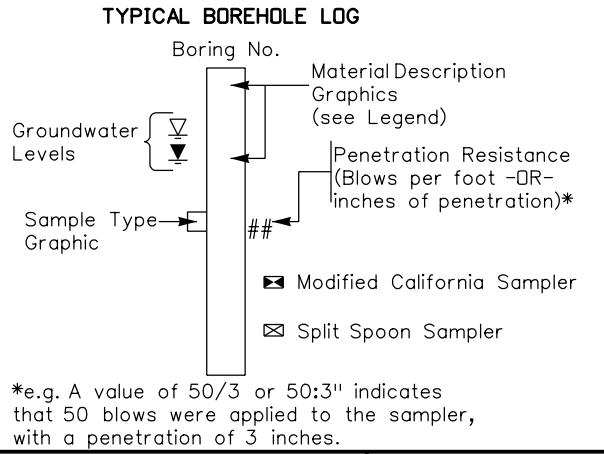 TYPICAL BOREHOLE LOG
Boring No.
Material Description
Graphics
(see Legend)
Groundwater
Levels
Penetration Resistance
(Blows per foot -OR-
inches of penetration)*
Sample Type
Graphic
##
Modified California Sampler
Split Spoon Sampler
*e.g. A value of 50/3 or 50:3" indicates
that 50 blows were applied to the sampler,
with a penetration of 3 inches.